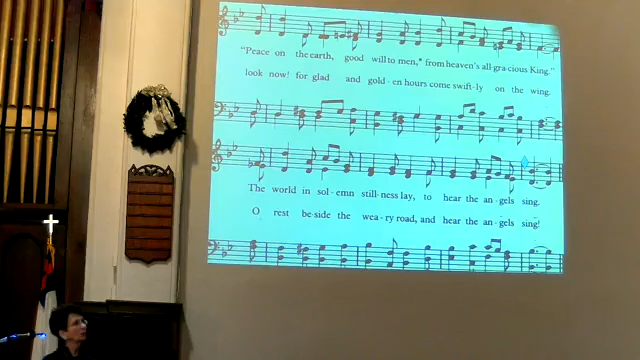 "Peace on the earth, good will to men,* from heaven's all-gra-cious King."
look now! for glad and gold-en hours come swift-ly on the wing.
The world in sol-emn still-ness lay, to hear the an-gels sing.
O rest be-side the wea-ry road, and hear the an-gels sing!